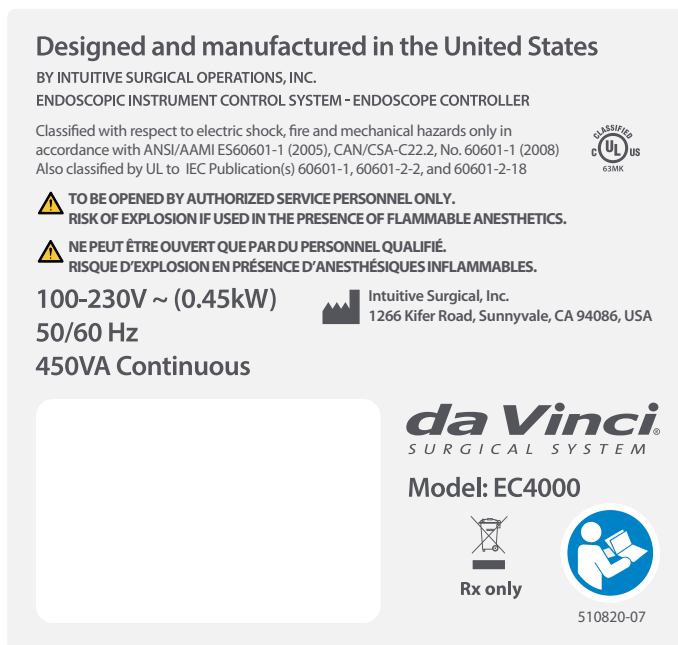 Designed and manufactured in the United States
BY INTUITIVE SURGICAL OPERATIONS, INC.
ENDOSCOPIC INSTRUMENT CONTROL SYSTEM - ENDOSCOPE CONTROLLER
Classified with respect to electric shock, fire and mechanical hazards only in
accordance with ANSI/AAMI ES60601-1 (2005), CAN/CSA-C22.2, No. 60601-1 (2008)
Also classified by UL to IEC Publication(s) 60601-1, 60601-2-2, and 60601-2-18
CLASSIFIED
C UL US
63MK
TO BE OPENED BY AUTHORIZED SERVICE PERSONNEL ONLY.
RISK OF EXPLOSION IF USED IN THE PRESENCE OF FLAMMABLE ANESTHETICS.
NE PEUT ÊTRE OUVERT QUE PAR DU PERSONNEL QUALIFIÉ.
RISQUE D'EXPLOSION EN PRÉSENCE D'ANESTHÉSIQUES INFLAMMABLES.
100-230V ~ (0.45kW)
50/60 Hz
450VA Continuous
Intuitive Surgical, Inc.
1266 Kifer Road, Sunnyvale, CA 94086, USA
da Vinci®
SURGICAL SYSTEM
Model: EC4000
Rx only
510820-07